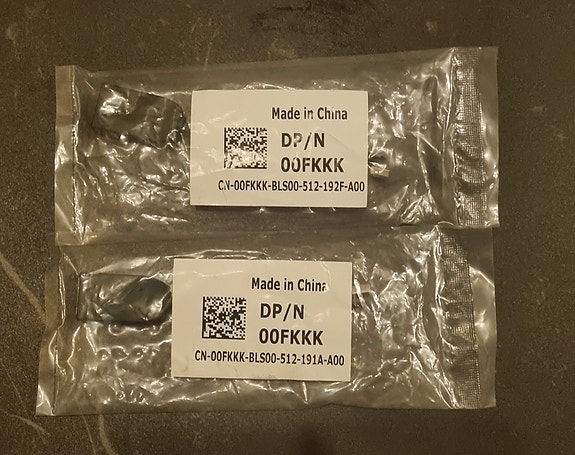 Made in China
DP/N
00FKKK
CN-00FKKK-BLS00-512-192F-A00
Made in China
DP/N
00FKKK
CN-00FKKK-BLS00-512-191A-A00